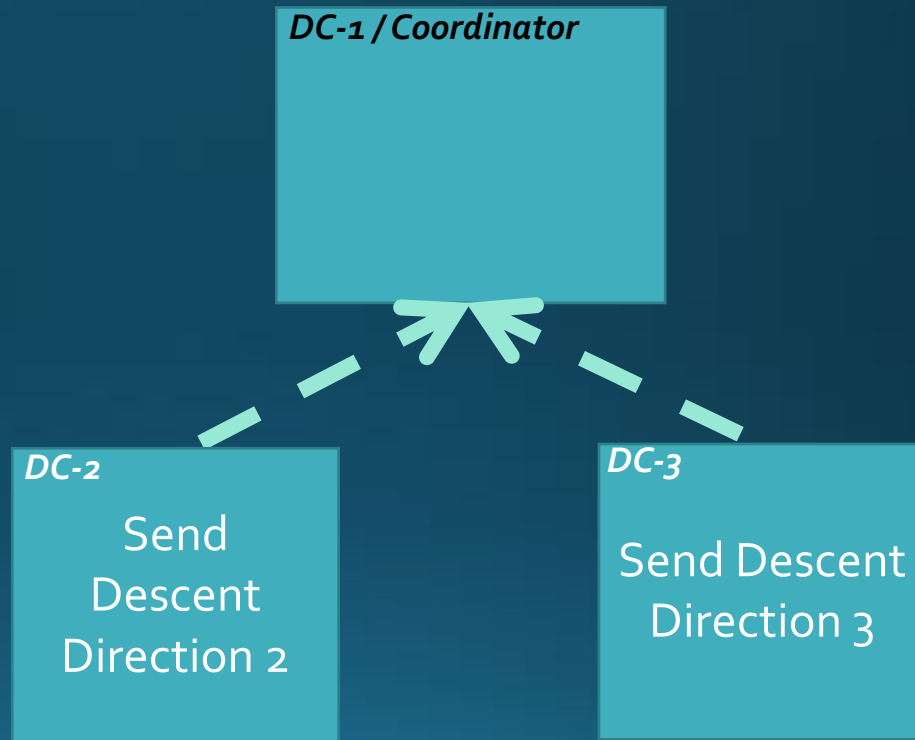 DC-1 / Coordinator
DC-2
Send
Descent
Direction 2
DC-3
Send Descent
Direction 3